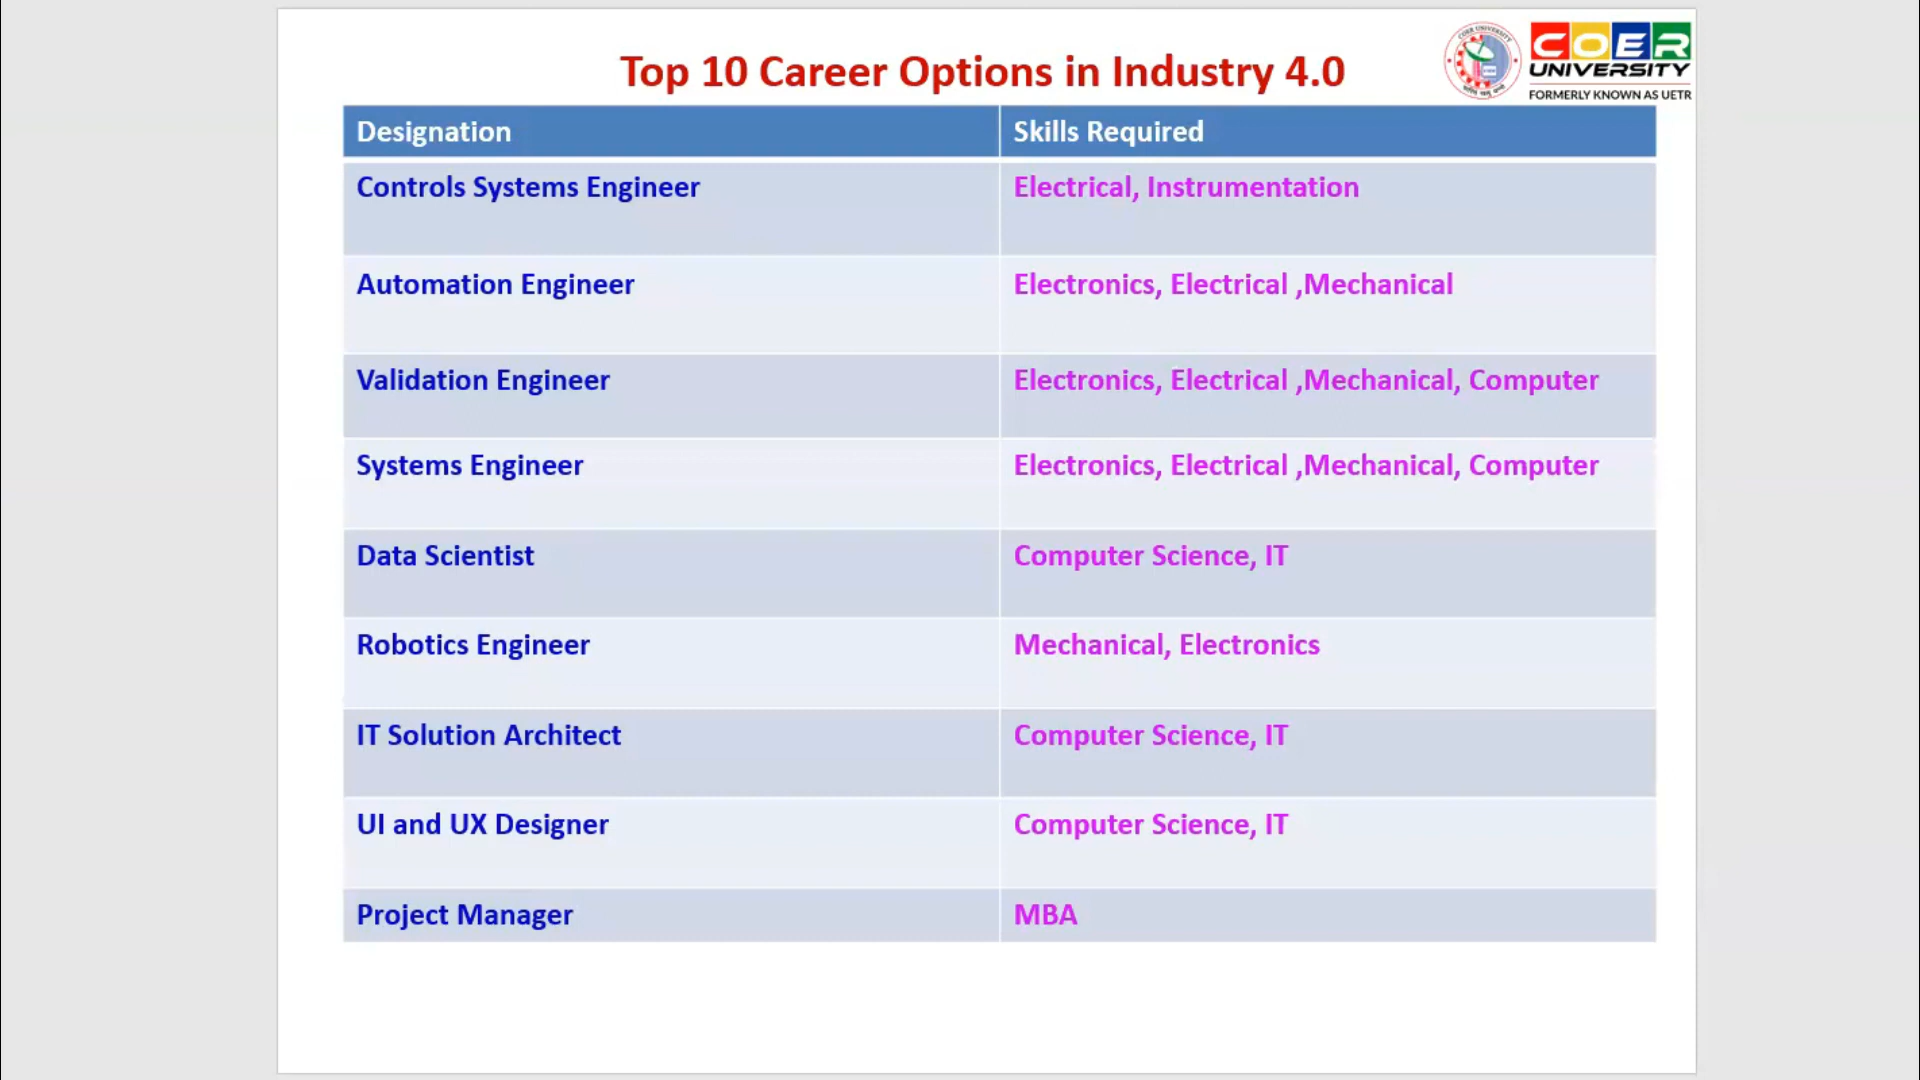 Top 10 Career Options in Industry 4.0
COER
UNIVERSITY
FORMERLY KNOWN AS UETR
Designation Skills Required
Controls Systems Engineer Electrical, Instrumentation
Automation Engineer Electronics, Electrical ,Mechanical
Validation Engineer Electronics, Electrical ,Mechanical, Computer
Systems Engineer Electronics, Electrical ,Mechanical, Computer
Data Scientist Computer Science, IT
Robotics Engineer Mechanical, Electronics
IT Solution Architect Computer Science, IT
UI and UX Designer Computer Science, IT
Project Manager MBA